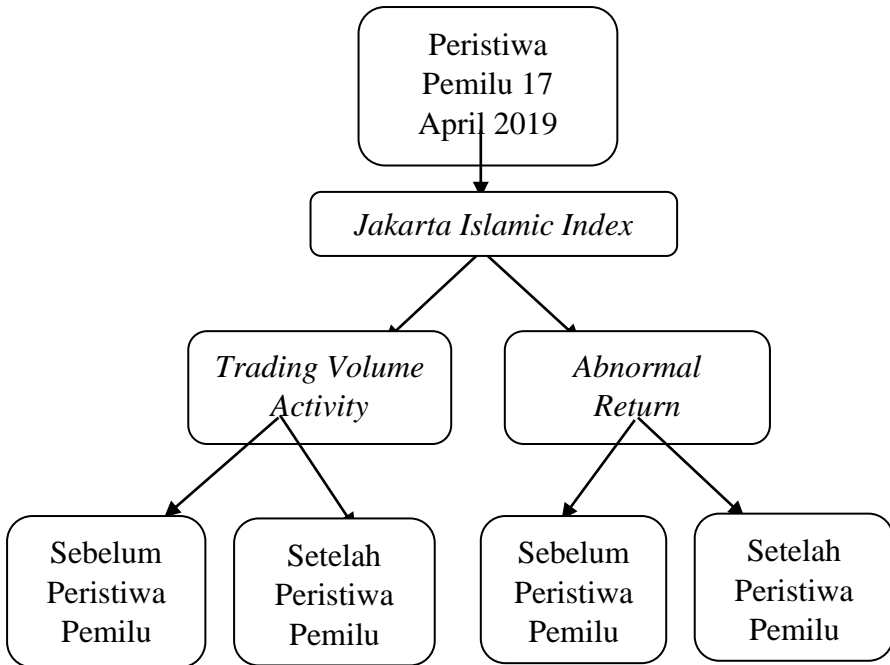 Peristiwa
Pemilu 17
April 2019
Jakarta Islamic Index
Trading Volume
Activity
Abnormal
Return
Sebelum
Peristiwa
Pemilu
Setelah
Peristiwa
Pemilu
Sebelum
Peristiwa
Pemilu
Setelah
Peristiwa
Pemilu